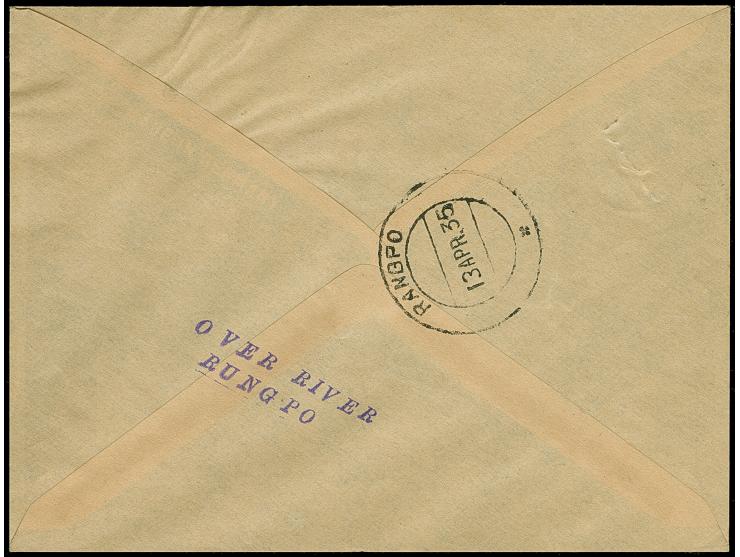 RANGPO
13 APR.35
*
OVER RIVER
RUNGPO